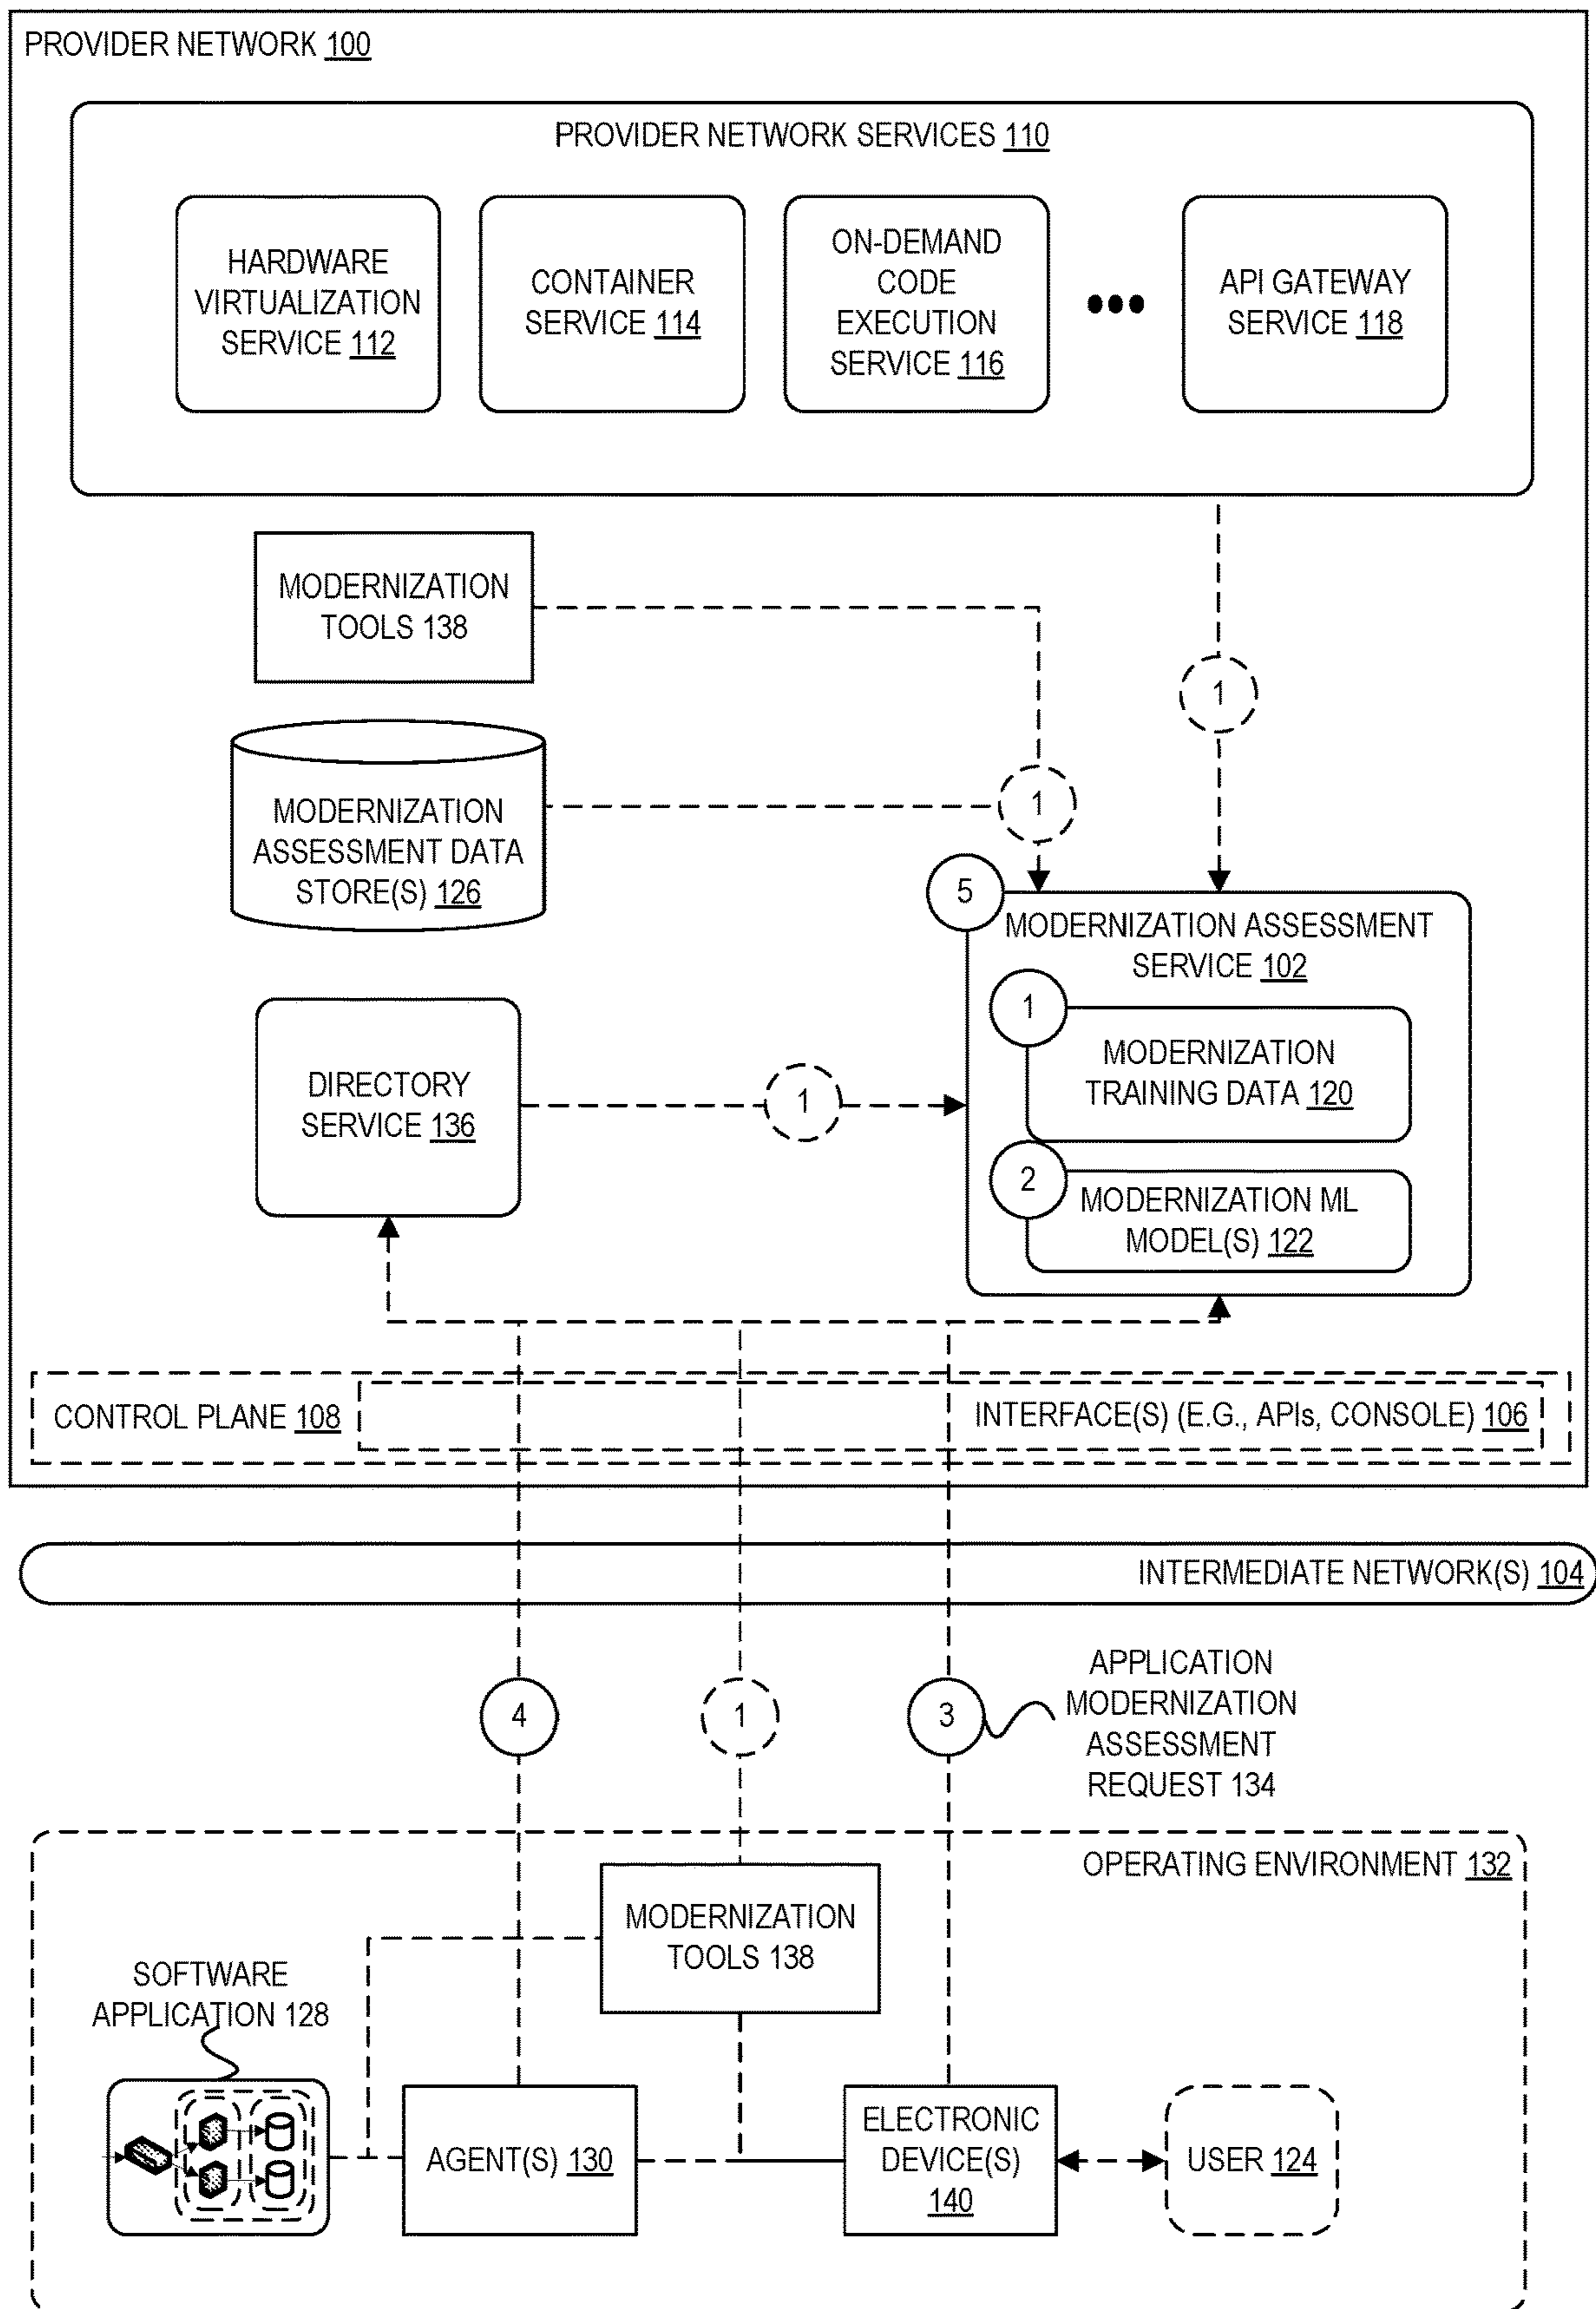 PROVIDER NETWORK 100
PROVIDER NETWORK SERVICES 110
HARDWARE
VIRTUALIZATION
SERVICE 112
CONTAINER
SERVICE 114
ON-DEMAND
CODE
EXECUTION
SERVICE 116
API GATEWAY
SERVICE 118
MODERNIZATION
TOOLS 138
1
MODERNIZATION
ASSESSMENT DATA
STORE(S) 126
1
5
MODERNIZATION ASSESSMENT
SERVICE 102
1
MODERNIZATION
TRAINING DATA 120
2
MODERNIZATION ML
MODEL(S) 122
DIRECTORY
SERVICE 136
1
CONTROL PLANE 108
INTERFACE(S) (E.G., APIs, CONSOLE) 106
INTERMEDIATE NETWORK(S) 104
4
1
3
APPLICATION
MODERNIZATION
ASSESSMENT
REQUEST 134
OPERATING ENVIRONMENT 132
MODERNIZATION
TOOLS 138
SOFTWARE
APPLICATION 128
AGENT(S) 130
ELECTRONIC
DEVICE(S)
140
USER 124